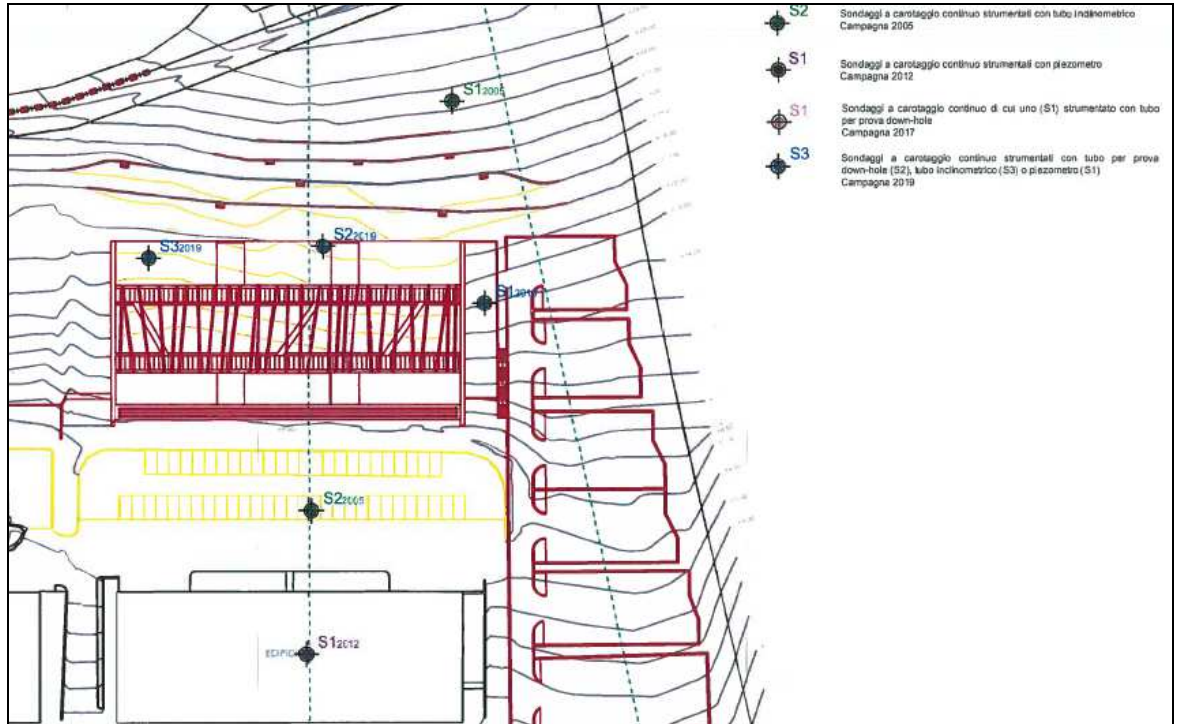 S2
Sondaggi a carotaggio continuo strumentali con tubo inclinometrico
Campagna 2005
S1
Sondaggi a carotaggio continuo strumentali con piezometro
Campagna 2012
S1
Sondaggi a carotaggio continuo di cui uno (S1) strumentato con tubo
per prova down-hole
Campagna 2017
S3
Sondaggi a carotaggio continuo strumentali con tubo per prova
down-hole (S2), tubo inclinometrico (S3) o piezometro (S1)
Campagna 2019
S12005
S32019
S22019
S12019
S22005
S12012